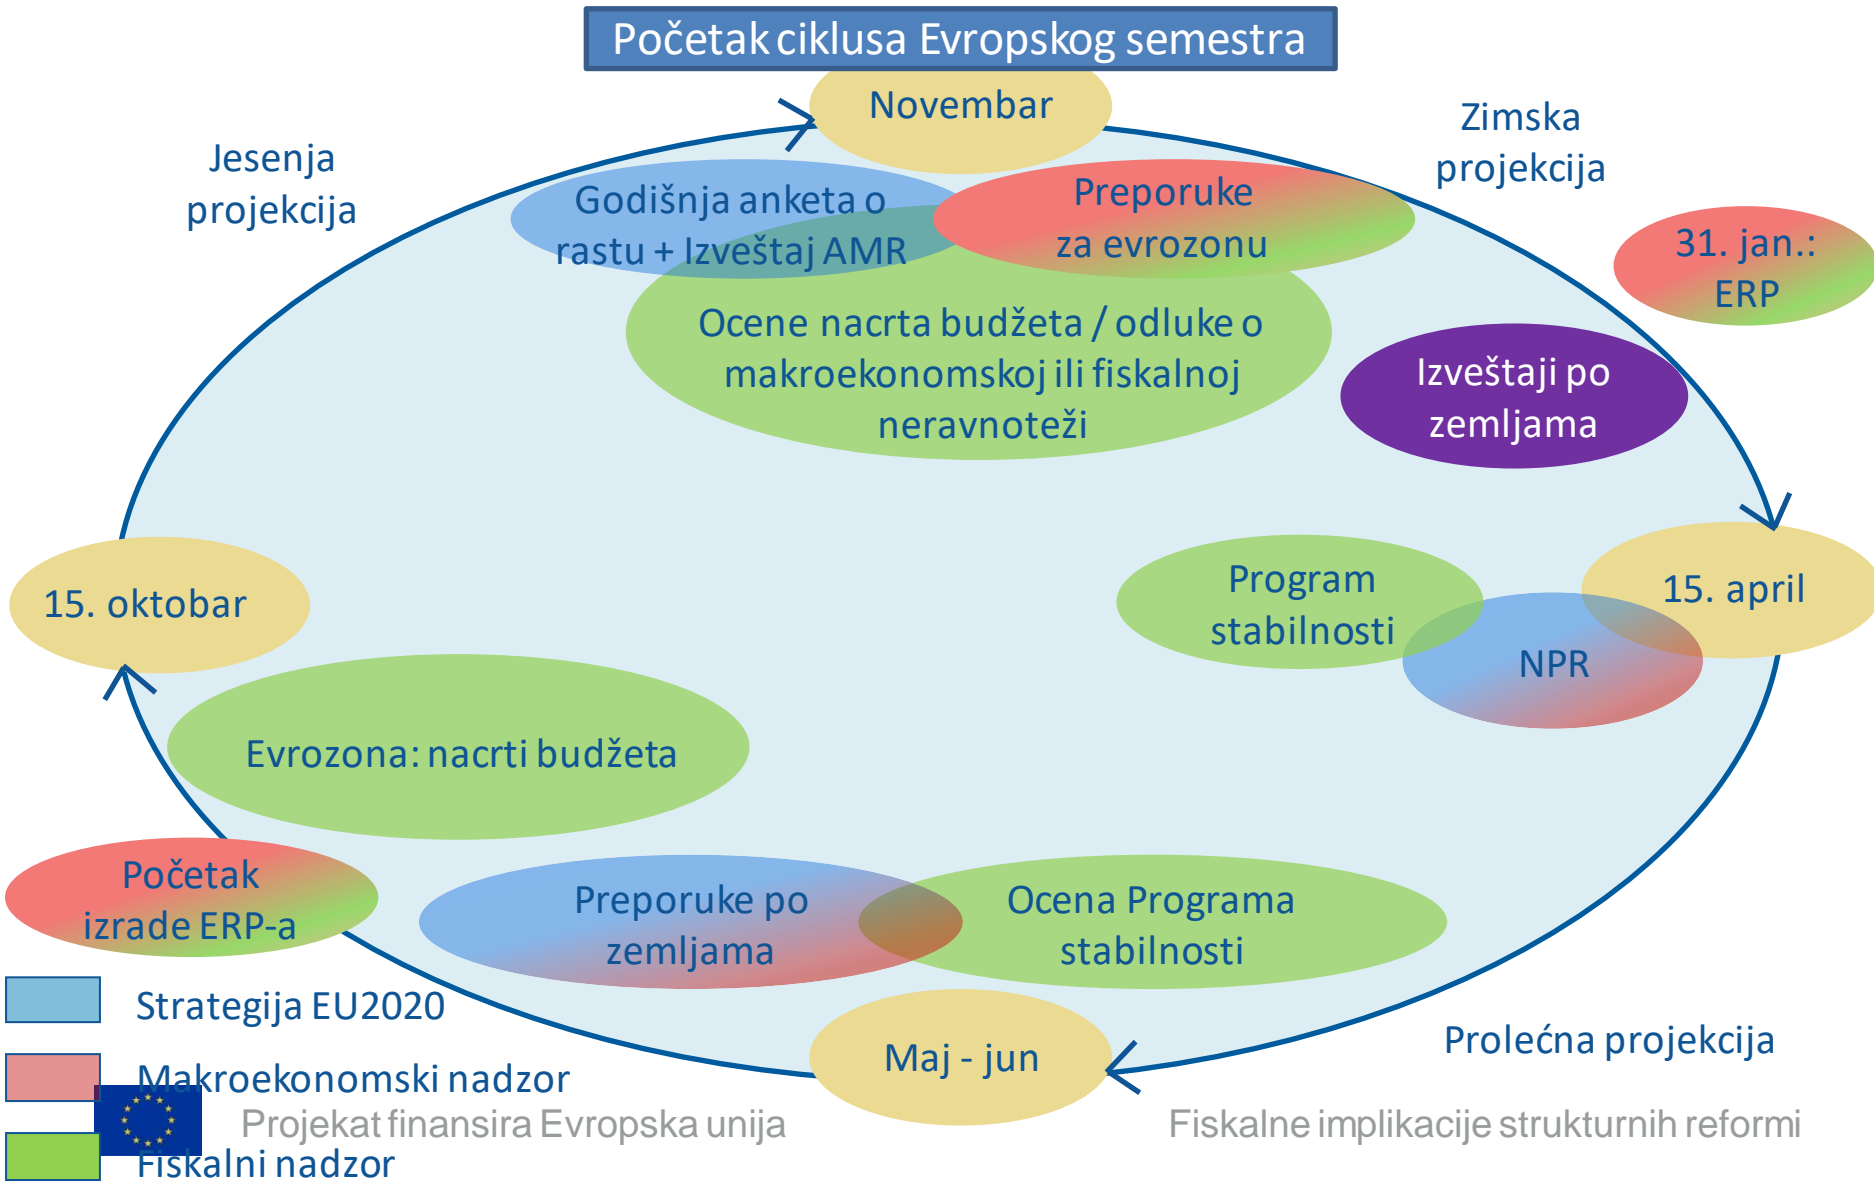 Početak ciklusa Evropskog semestra
Novembar
Jesenja
projekcija
Zimska
projekcija
Godišnja anketa o
rastu + Izveštaj AMR
Preporuke
za evrozonu
31. jan.:
ERP
Ocene nacrta budžeta / odluke o
makroekonomskoj ili fiskalnoj
neravnoteži
Izveštaji po
zemljama
15. oktobar
Program
stabilnosti
15. april
NPR
Evrozona: nacrti budžeta
Početak
izrade ERP-a
Preporuke po
zemljama
Ocena Programa
stabilnosti
Strategija EU2020
Maj - jun
Prolećna projekcija
Makroekonomski nadzor
Projekat finansira Evropska unija
Fiskalne implikacije strukturnih reformi
Fiskalni nadzor